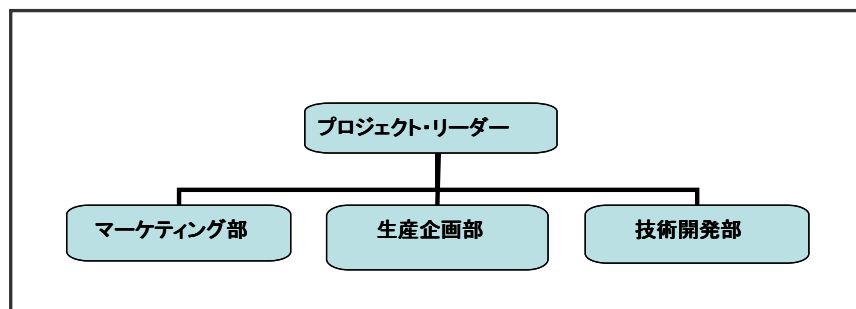 プロジェクト・リーダー
マーケティング部
生産企画部
技術開発部